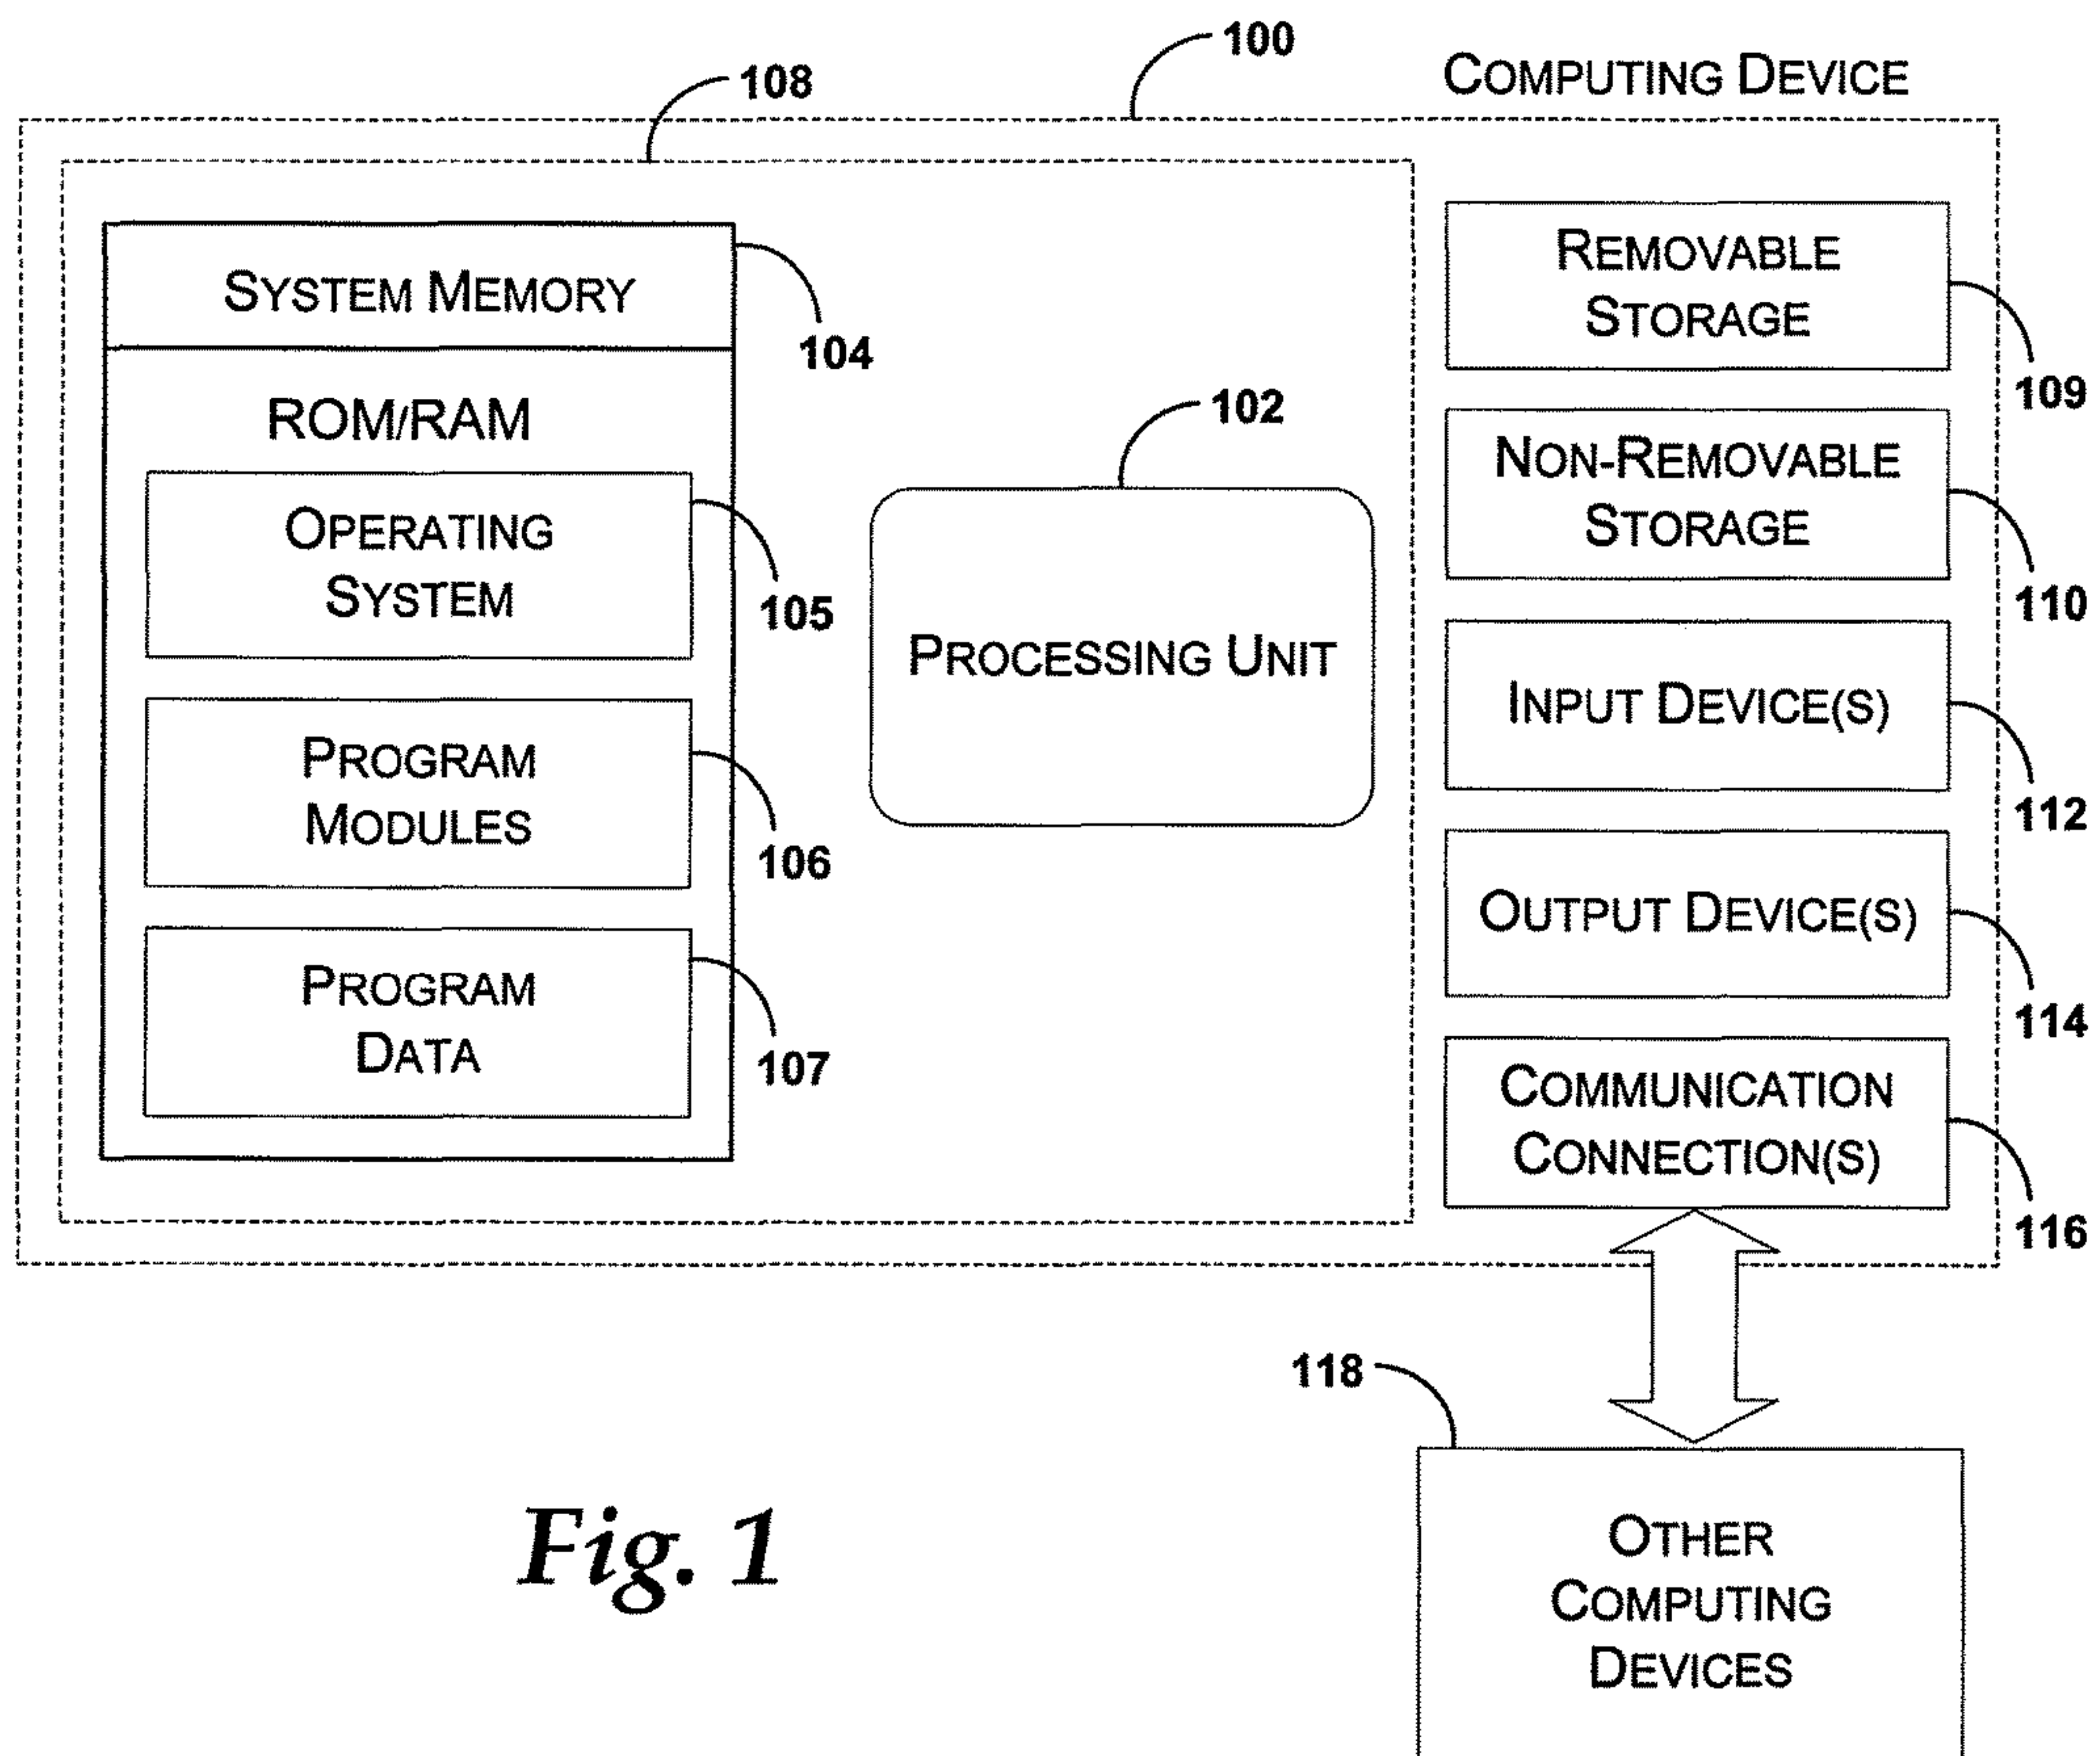 100
COMPUTING DEVICE
108
SYSTEM MEMORY
104
ROM/RAM
OPERATING
SYSTEM
105
PROGRAM
MODULES
106
PROGRAM
DATA
107
102
PROCESSING UNIT
REMOVABLE
STORAGE
109
NON-REMOVABLE
STORAGE
110
INPUT DEVICE(S)
112
OUTPUT DEVICE(S)
114
COMMUNICATION
CONNECTION(S)
116
118
OTHER
COMPUTING
DEVICES
Fig. 1